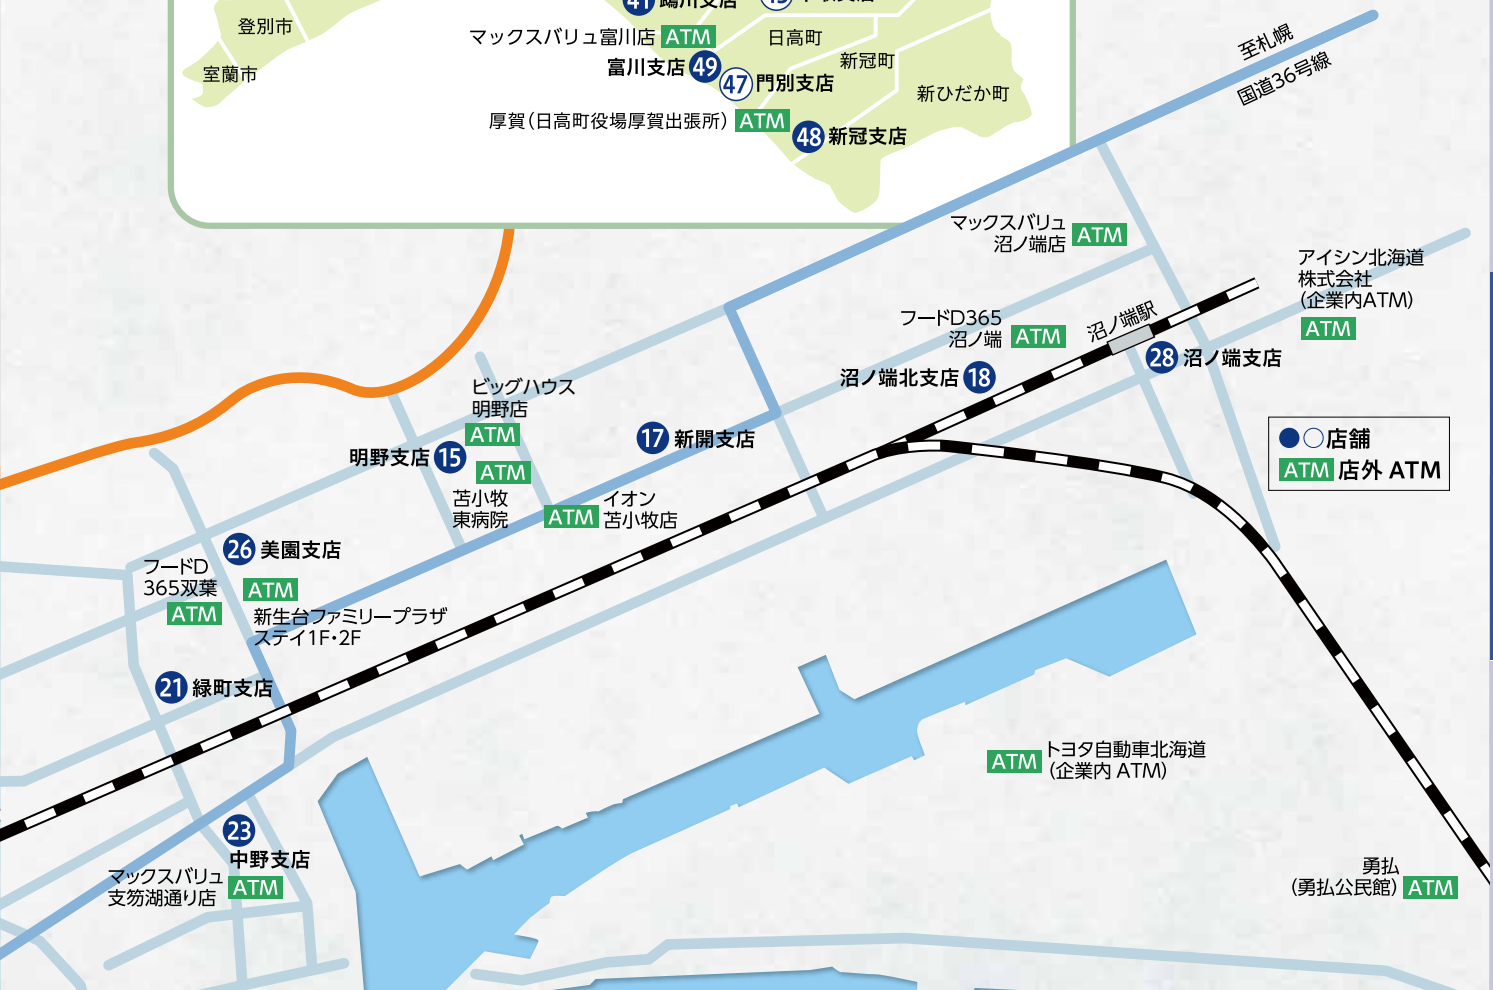 登別市
室蘭市
41 鵡川支店
マックスバリュ富川店 ATM
富川支店 49
47 門別支店
日高町
新冠町
新ひだか町
厚賀（日高町役場厚賀出張所） ATM
48 新冠支店
至札幌
国道36号線
マックスバリュ
沼ノ端店
ATM
アイシン北海道
株式会社
(企業内ATM)
ATM
フードD365
沼ノ端
ATM
沼ノ端駅
28 沼ノ端支店
沼ノ端北支店 18
ビッグハウス
明野店
ATM
17 新開支店
明野支店 15
ATM
苫小牧
東病院
ATM
イオン
苫小牧店
店舗
ATM 店外 ATM
26 美園支店
フードD
365双葉
ATM
ATM
新生台ファミリープラザ
ステイ1F・2F
21 緑町支店
ATM
トヨタ自動車北海道
(企業内 ATM)
23
中野支店
マックスバリュ
支笏湖通り店
ATM
勇払
(勇払公民館) ATM